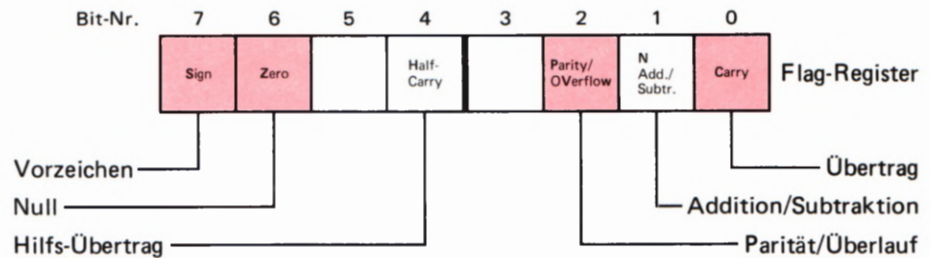 Bit-Nr. 7 6 5 4 3 2 1 0
Sign Zero Half-Carry Parity/OVerflow N Add./Subtr. Carry Flag-Register
Vorzeichen Übertrag
Null Addition/Subtraktion
Hilfs-Übertrag Parität/Überlauf